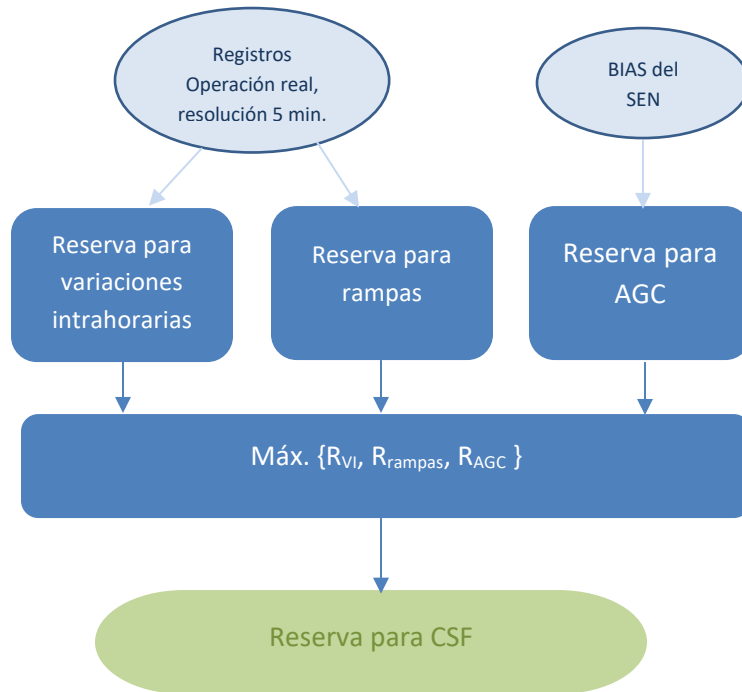 Registros
Operación real,
resolución 5 min.
BIAS del
SEN
Reserva para
variaciones
intrahorarias
Reserva para
rampas
Reserva para
AGC
Máx. {RVI, Rrampas, RAGC }
Reserva para CSF